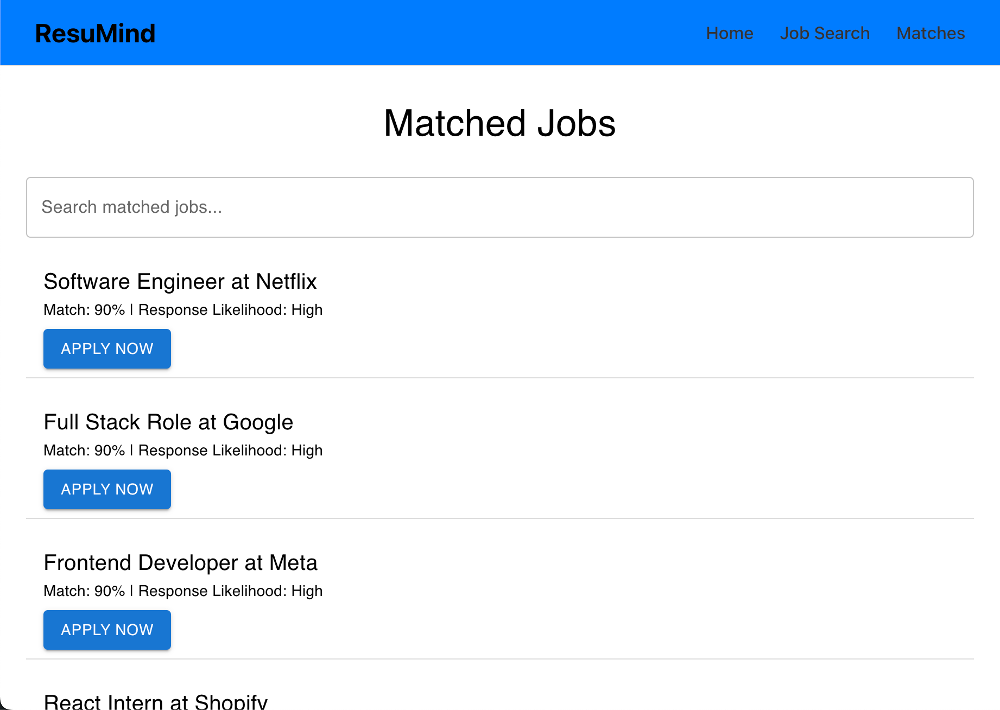 ResuMind
Home Job Search Matches
Matched Jobs
Search matched jobs...
Software Engineer at Netflix
Match: 90% | Response Likelihood: High
APPLY NOW
Full Stack Role at Google
Match: 90% | Response Likelihood: High
APPLY NOW
Frontend Developer at Meta
Match: 90% | Response Likelihood: High
APPLY NOW
React Intern at Shopify